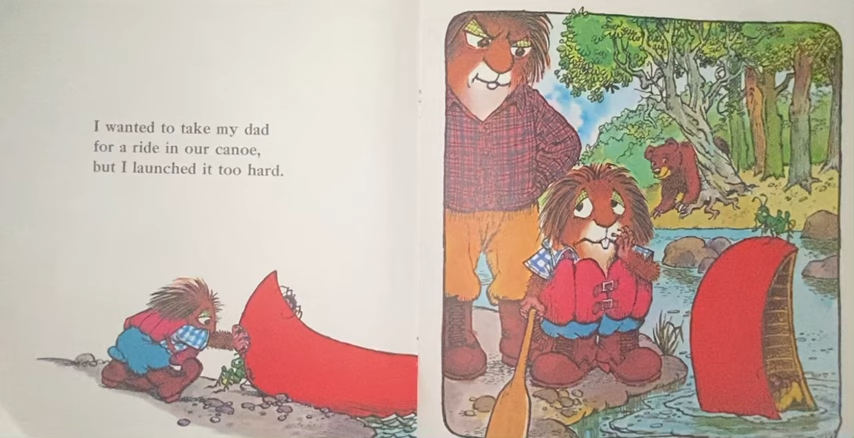 I wanted to take my dad
for a ride in our canoe,
but I launched it too hard.